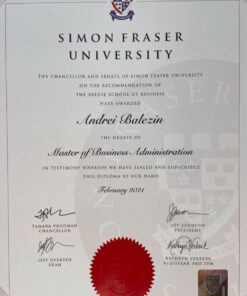 SIMON FRASER
UNIVERSITY
THE CHANCELLOR AND SENATE OF SIMON FRASER UNIVERSITY
ON THE RECOMMENDATION OF
THE BEEDIE SCHOOL OF BUSINESS
HAVE AWARDED
Andrei Balezin
THE DEGREE OF
Master of Business Administration
IN TESTIMONY WHEREOF WE HAVE SEALED AND SUBSCRIBED
THIS DIPLOMA BY OUR HAND
February 2021
TAMARA VROOMAN
CHANCELLOR
JOY JOHNSON
PRESIDENT
JEFF DERKSEN
DEAN
KATHRYN VERKERK
REGISTRAR PRO TEM